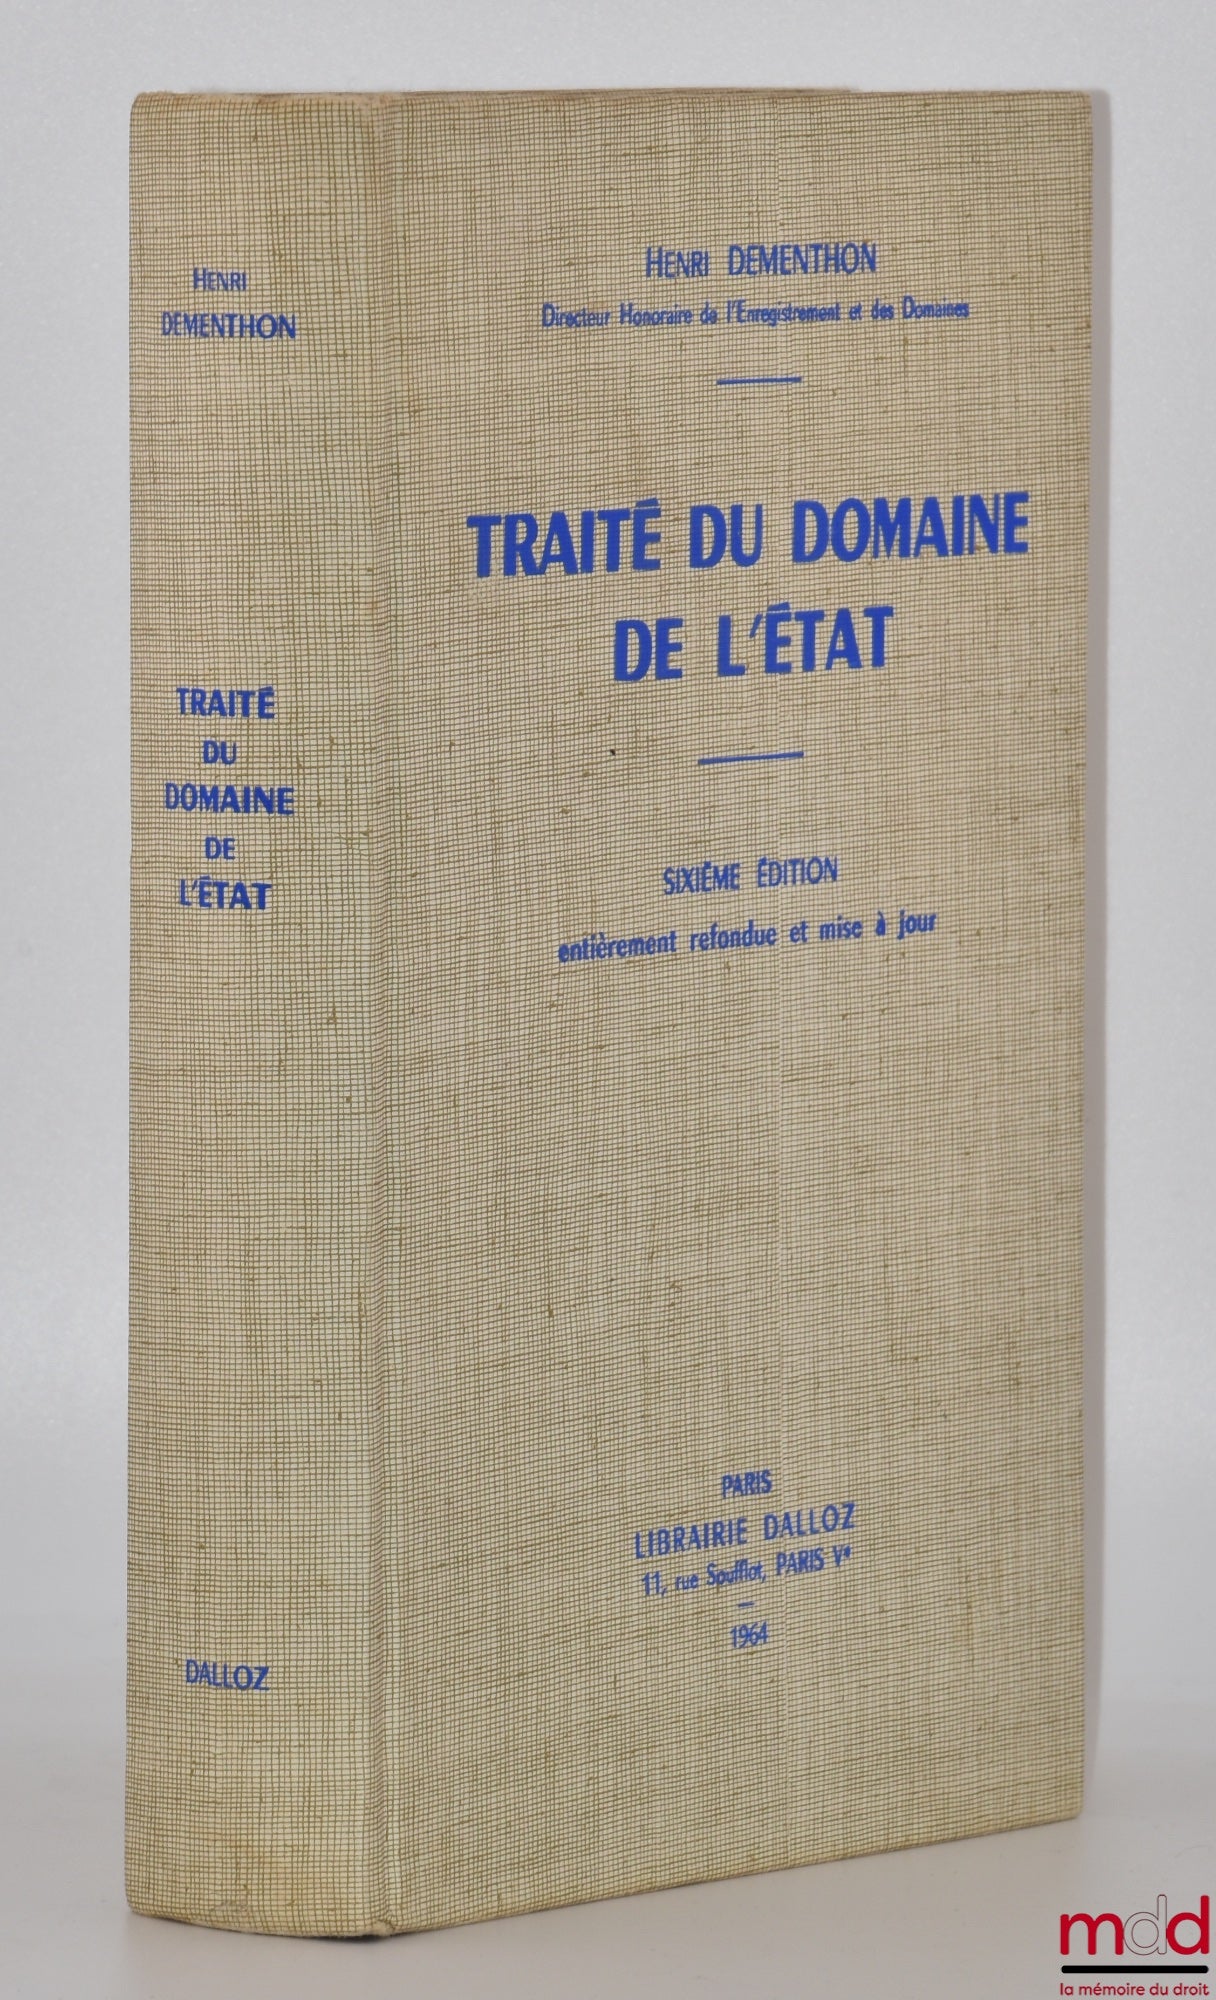 HENRI
DEMENTHON
TRAITÉ
DU
DOMAINE
DE
L'ÉTAT
DALLOZ
HENRI DEMENTHON
Directeur Honoraire de l'Enregistrement et des Domaines
TRAITÉ DU DOMAINE
DE L'ÉTAT
SIXIÈME ÉDITION
entièrement refondue et mise à jour
PARIS
LIBRAIRIE DALLOZ
11, rue Soufflot, PARIS Vᵉ
1964
mdd
la mémoire du droit